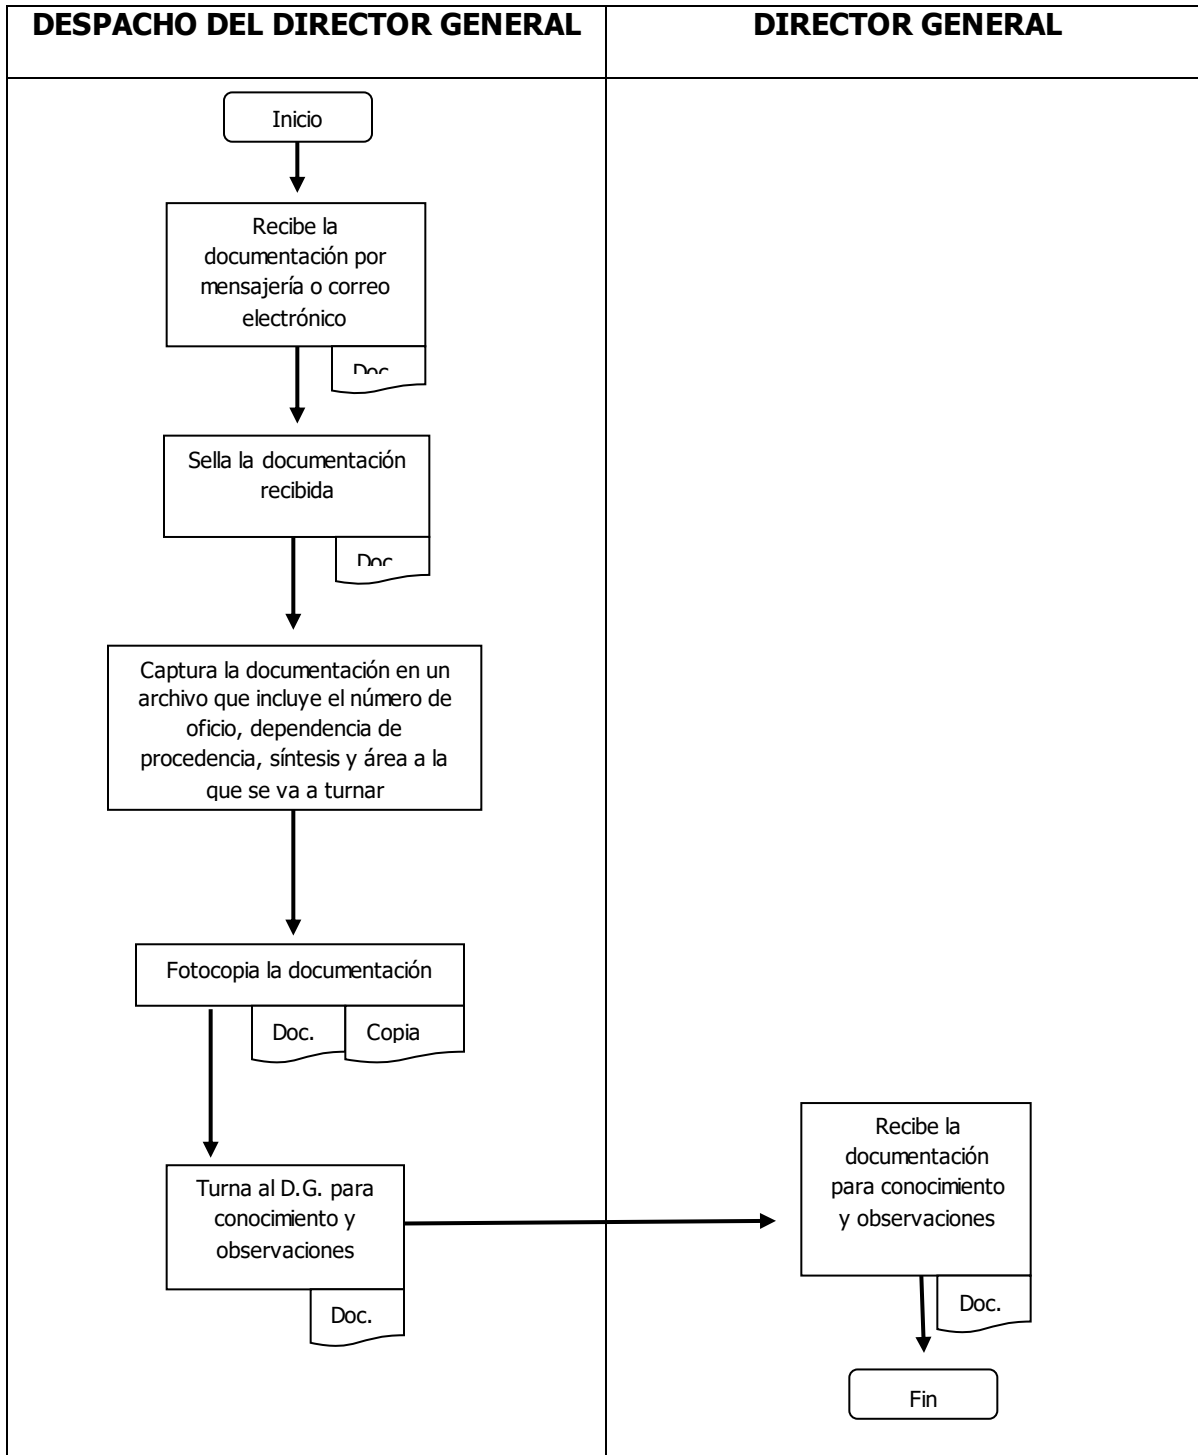 DESPACHO DEL DIRECTOR GENERAL
DIRECTOR GENERAL
Inicio
Recibe la
documentación por
mensajería o correo
electrónico
Doc
Sella la documentación
recibida
Doc
Captura la documentación en un
archivo que incluye el número de
oficio, dependencia de
procedencia, síntesis y área a la
que se va a turnar
Fotocopia la documentación
Doc.
Copia
Turna al D.G. para
conocimiento y
observaciones
Doc.
Recibe la
documentación
para conocimiento
y observaciones
Doc.
Fin